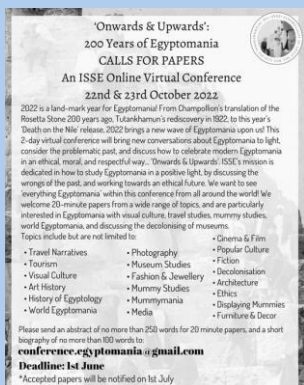 'Onwards & Upwards':
200 Years of Egyptomania
CALLS FOR PAPERS
An ISSE Online Virtual Conference
22nd & 23rd October 2022
2022 is a land-mark year for Egyptomania! From Champollion's translation of the
Rosetta Stone 200 years ago, Tutankhamun's rediscovery in 1922, to this year's
'Death on the Nile' release, 2022 brings a new wave of Egyptomania upon us! This
2-day virtual conference will bring new conversations about Egyptomania to light,
consider the problematic past, and discuss how to celebrate modern Egyptomania
in an ethical, moral, and respectful way... 'Onwards & Upwards'. ISSE's mission is
dedicated in how to study Egyptomania in a positive light, by discussing the
wrongs of the past, and working towards an ethical future. We want to see
'everything Egyptomania' within this conference from all around the world! We
welcome 20-minute papers from a wide range of topics, and are particularly
interested in Egyptomania with visual culture, travel studies, mummy studies,
world Egyptomania, and discussing the decolonising of museums.
Topics include but are not limited to:
• Travel Narratives
• Tourism
• Visual Culture
• Art History
• History of Egyptology
• World Egyptomania
• Photography
• Museum Studies
• Fashion & Jewellery
• Mummy Studies
• Mummymania
• Media
• Cinema & Film
• Popular Culture
• Fiction
• Decolonisation
• Architecture
• Ethics
• Displaying Mummies
• Furniture & Decor
Please send an abstract of no more than 250 words for 20 minute papers, and a short
biography of no more than 100 words to:
conference.egyptomania@gmail.com
Deadline: 1st June
*Accepted papers will be notified on 1st July